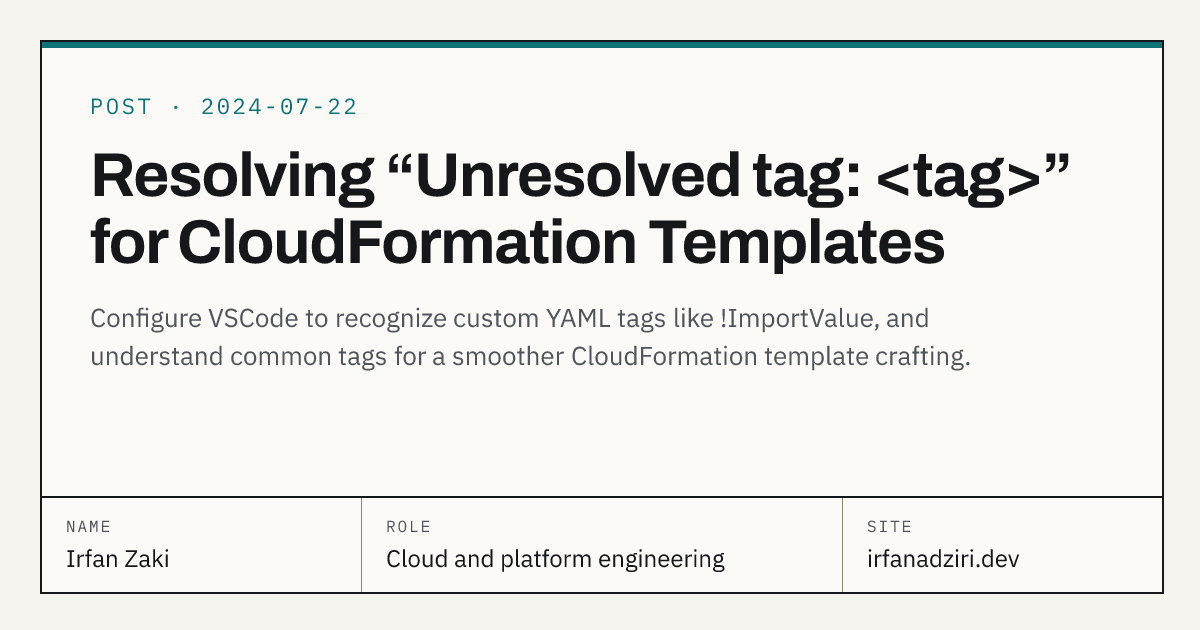 POST · 2024-07-22
Resolving “Unresolved tag: <tag>”
for CloudFormation Templates
Configure VSCode to recognize custom YAML tags like !ImportValue, and
understand common tags for a smoother CloudFormation template crafting.
NAME
Irfan Zaki
ROLE
Cloud and platform engineering
SITE
irfanadziri.dev